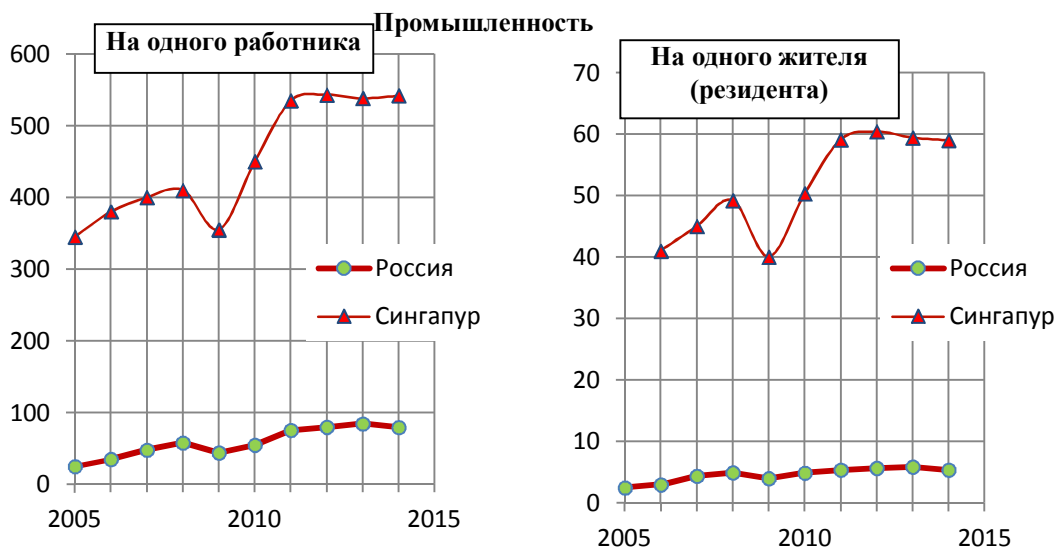 Промышленность
На одного работника
600
500
400
300
200
100
0
2005
2010
2015
Россия
Сингапур
На одного жителя
(резидента)
70
60
50
40
30
20
10
0
2005
2010
2015
Россия
Сингапур